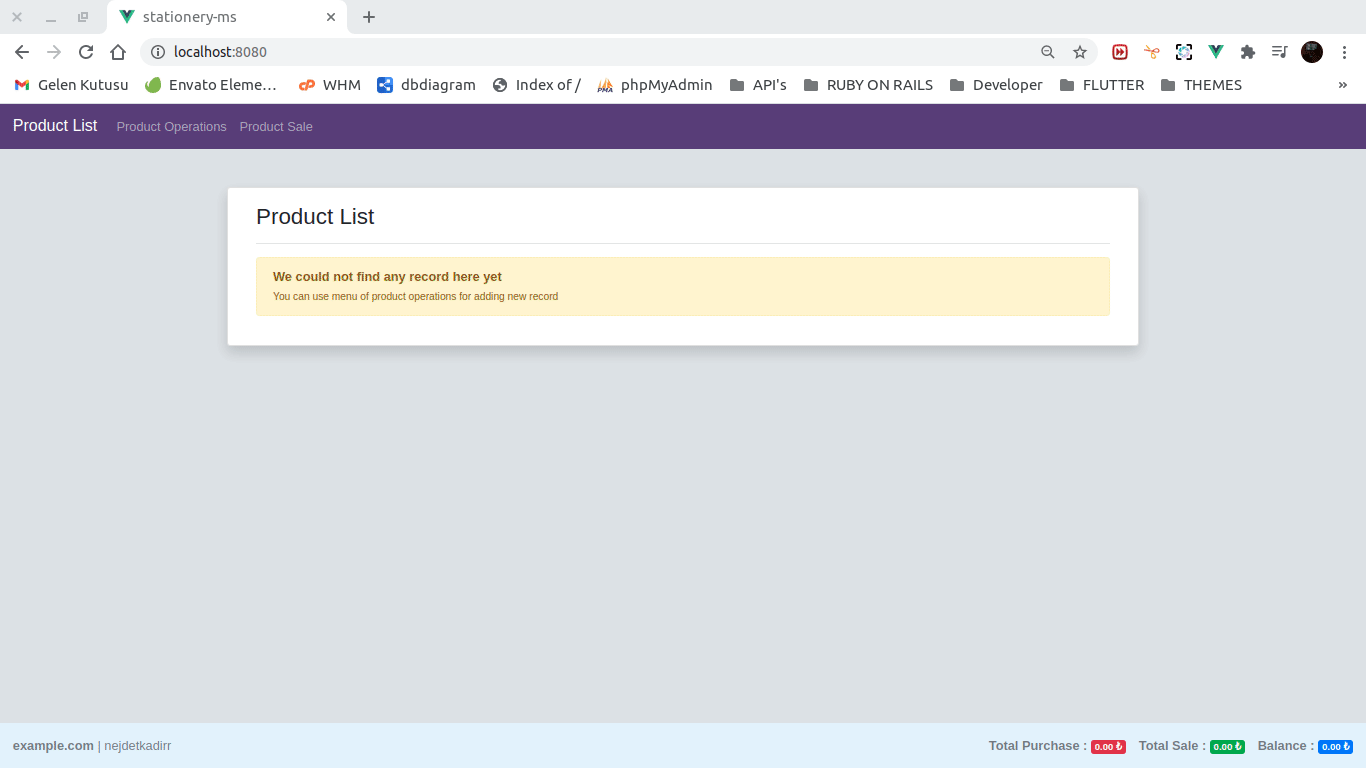 stationery-ms
localhost:8080
Gelen Kutusu Envato Eleme… WHM dbdiagram Index of / phpMyAdmin API's RUBY ON RAILS Developer FLUTTER THEMES »
Product List Product Operations Product Sale
Product List
We could not find any record here yet
You can use menu of product operations for adding new record
example.com | nejdetkadirr Total Purchase : 0.00 ₺ Total Sale : 0.00 ₺ Balance : 0.00 ₺